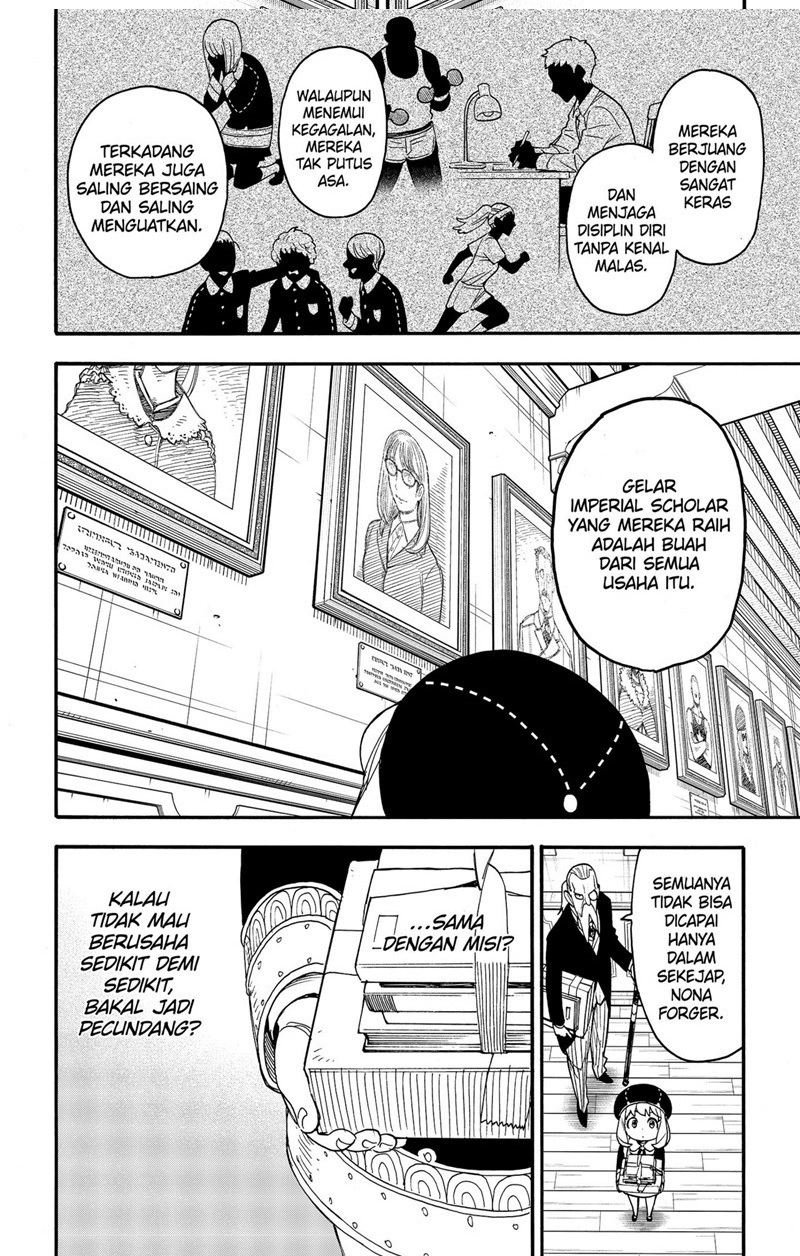 MEREKA
BERJUANG
DENGAN
SANGAT
KERAS
DAN
MENJAGA
DISIPLIN DIRI
TANPA KENAL
MALAS.
WALAUPUN
MENEMUI
KEGAGALAN,
MEREKA
TAK PUTUS
ASA.
TERKADANG
MEREKA JUGA
SALING BERSAING
DAN SALING
MENGUATKAN.
GELAR
IMPERIAL SCHOLAR
YANG MEREKA RAIH
ADALAH BUAH
DARI SEMUA
USAHA ITU.
SEMUANYA
TIDAK BISA
DICAPAI
HANYA
DALAM
SEKEJAP,
NONA
FORGER.
...SAMA
DENGAN MISI?
KALAU
TIDAK MAU
BERUSAHA
SEDIKIT DEMI
SEDIKIT,
BAKAL JADI
PECUNDANG?